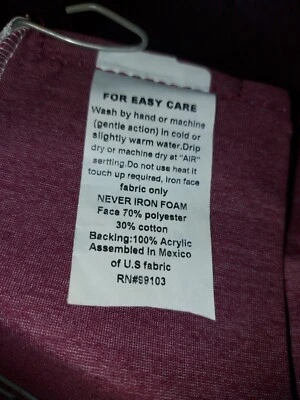 FOR EASY CARE
Wash by hand or machine
(gentle action) in cold or
slightly warm water.Drip
dry or machine dry at "AIR"
sertting.Do not use heat it
touch up required, iron face
fabric only
NEVER IRON FOAM
Face 70% polyester
30% cotton
Backing:100% Acrylic
Assembled In Mexico
of U.S fabric
RN#99103